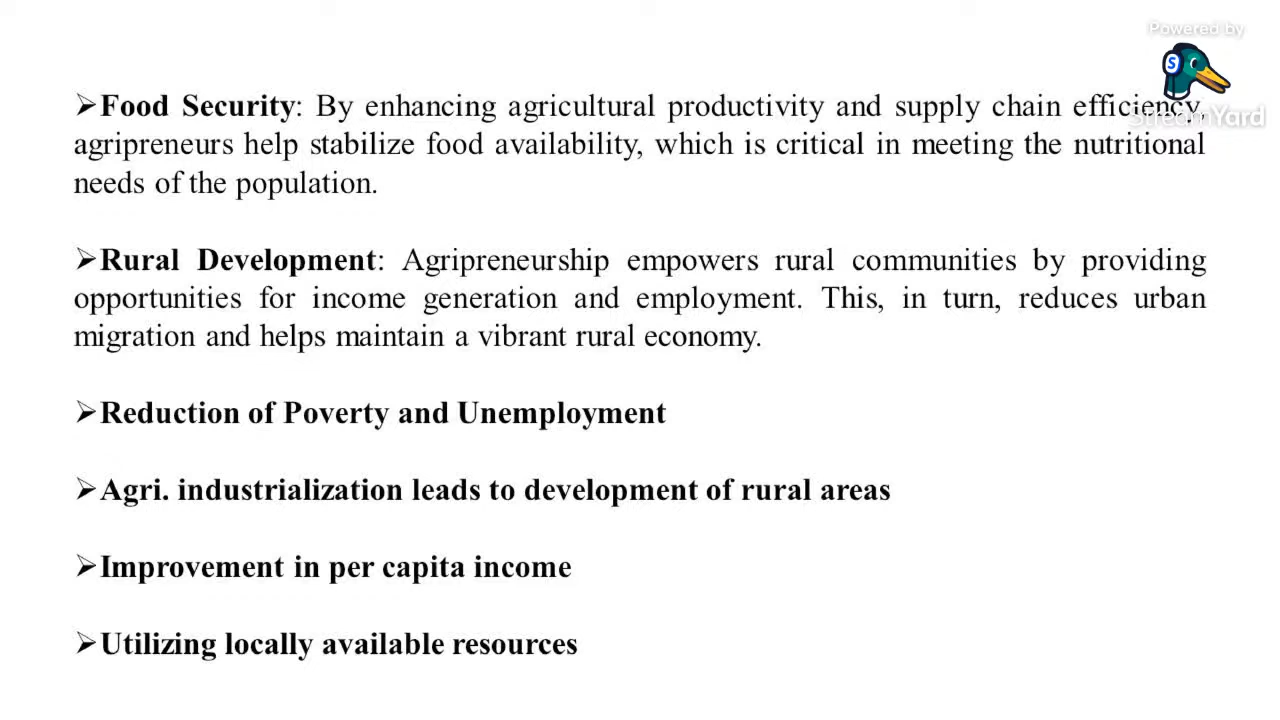 Powered by
S
StreamYard
➢Food Security: By enhancing agricultural productivity and supply chain efficiency,
agripreneurs help stabilize food availability, which is critical in meeting the nutritional
needs of the population.
➢Rural Development: Agripreneurship empowers rural communities by providing
opportunities for income generation and employment. This, in turn, reduces urban
migration and helps maintain a vibrant rural economy.
➢Reduction of Poverty and Unemployment
➢Agri. industrialization leads to development of rural areas
➢Improvement in per capita income
➢Utilizing locally available resources